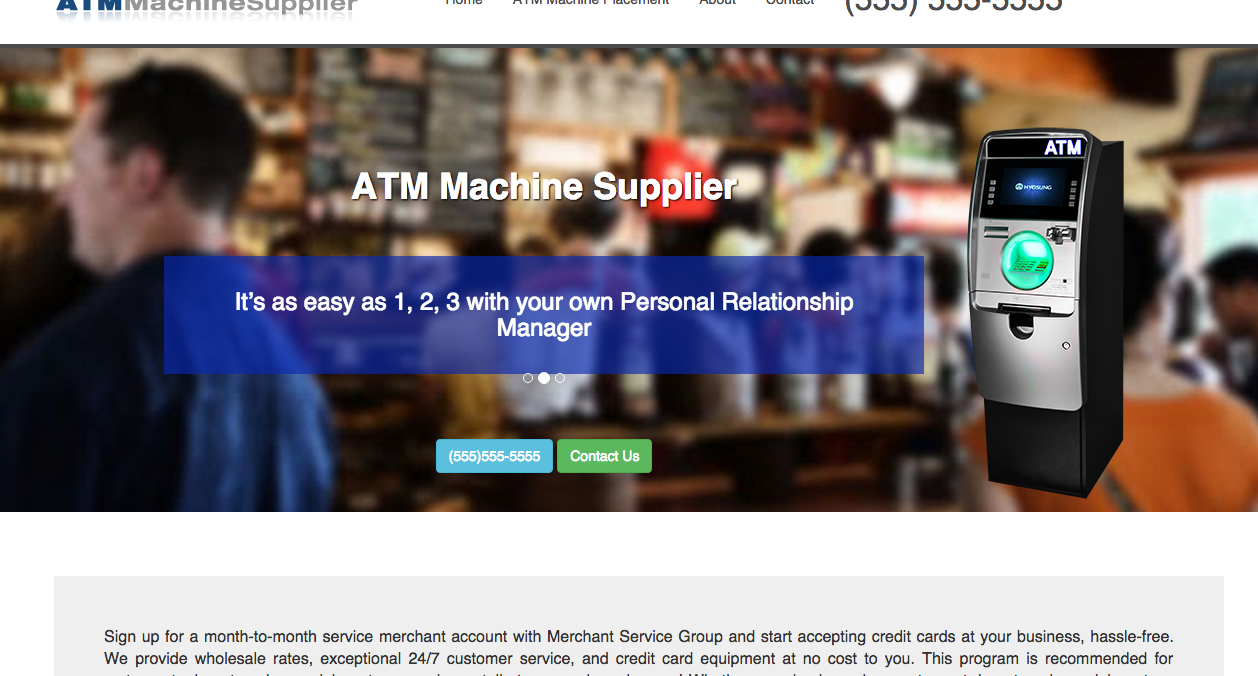 ATMMachineSupplier
Home ATM Machine Placement About Contact (555) 555-5555
ATM
HYOSUNG
ATM Machine Supplier
It’s as easy as 1, 2, 3 with your own Personal Relationship
Manager
(555)555-5555 Contact Us
Sign up for a month-to-month service merchant account with Merchant Service Group and start accepting credit cards at your business, hassle-free.
We provide wholesale rates, exceptional 24/7 customer service, and credit card equipment at no cost to you. This program is recommended for